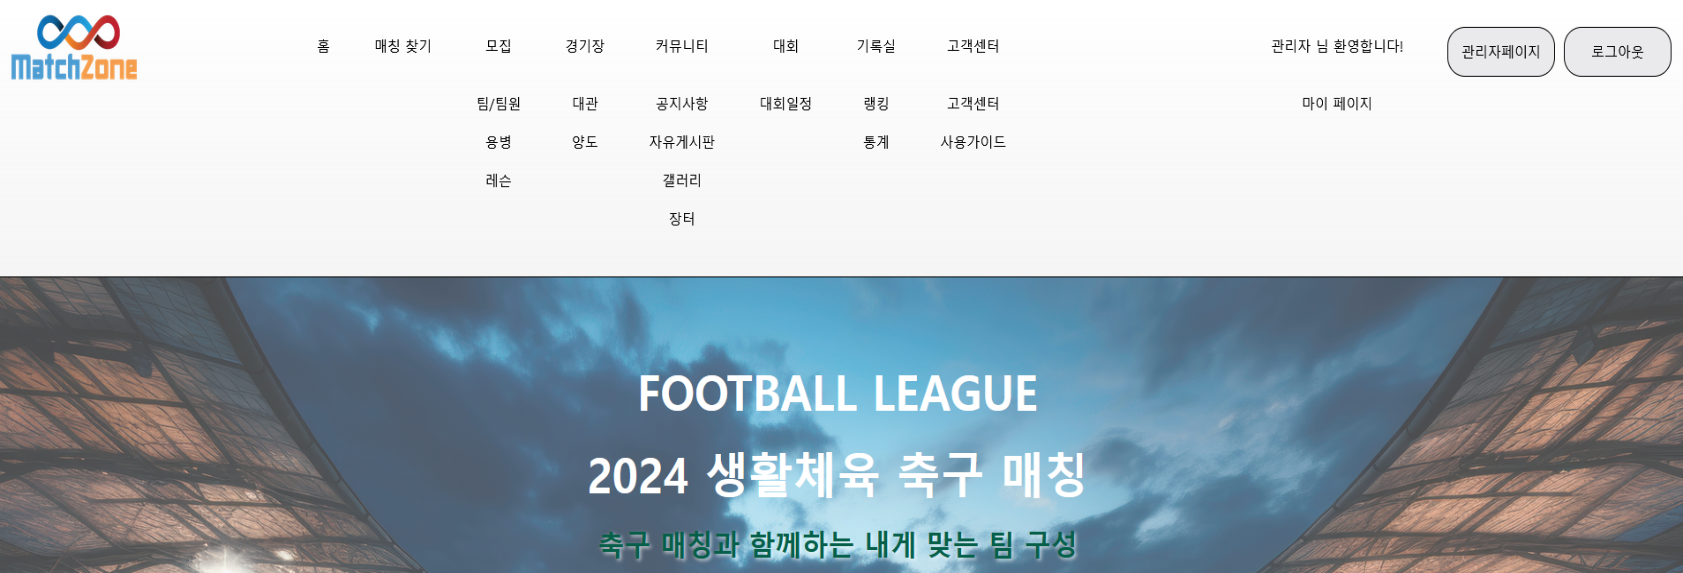 MatchZone
홈 매칭 찾기 모집 경기장 커뮤니티 대회 기록실 고객센터 관리자 님 환영합니다! 관리자페이지 로그아웃
팀/팀원 대관 공지사항 대회일정 랭킹 고객센터 마이 페이지
용병 양도 자유게시판 통계 사용가이드
레슨 갤러리
장터
FOOTBALL LEAGUE
2024 생활체육 축구 매칭
축구 매칭과 함께하는 내게 맞는 팀 구성